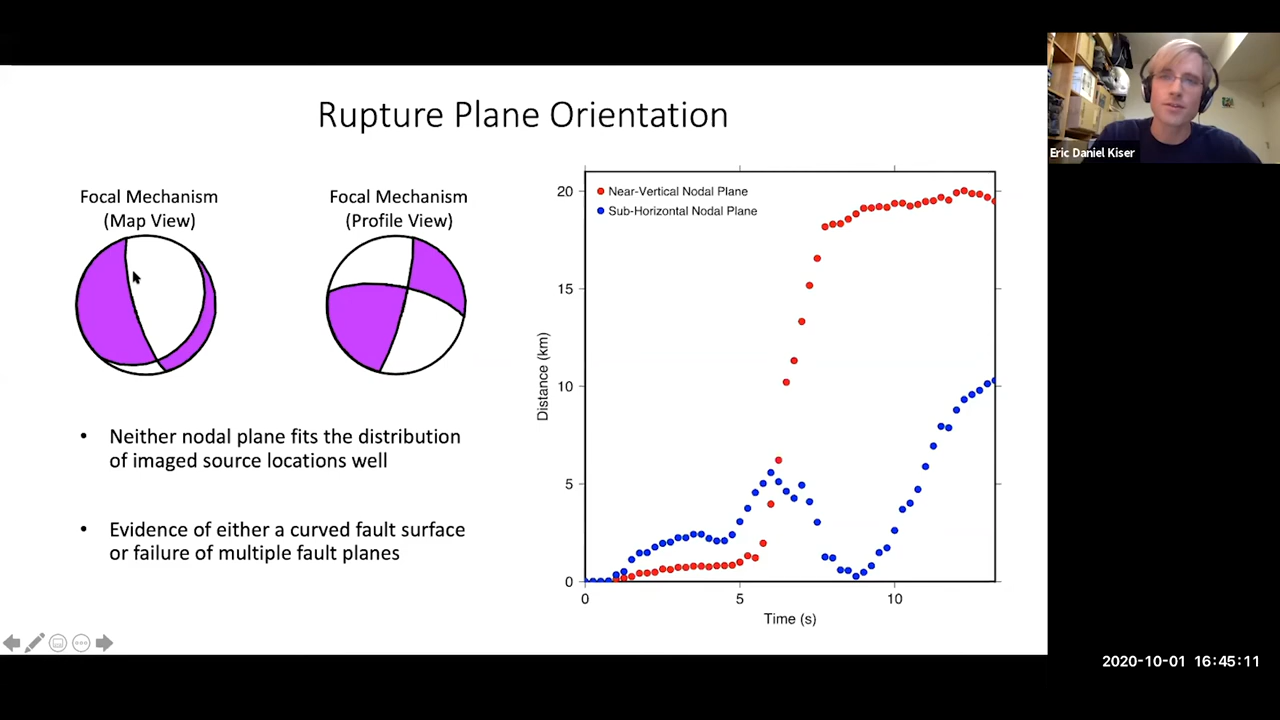 Rupture Plane Orientation
Focal Mechanism
(Map View)
Focal Mechanism
(Profile View)
• Neither nodal plane fits the distribution
of imaged source locations well
• Evidence of either a curved fault surface
or failure of multiple fault planes
Near-Vertical Nodal Plane
Sub-Horizontal Nodal Plane
Distance (km)
20
15
10
5
0
0 5 10
Time (s)
Eric Daniel Kiser
2020-10-01 16:45:11